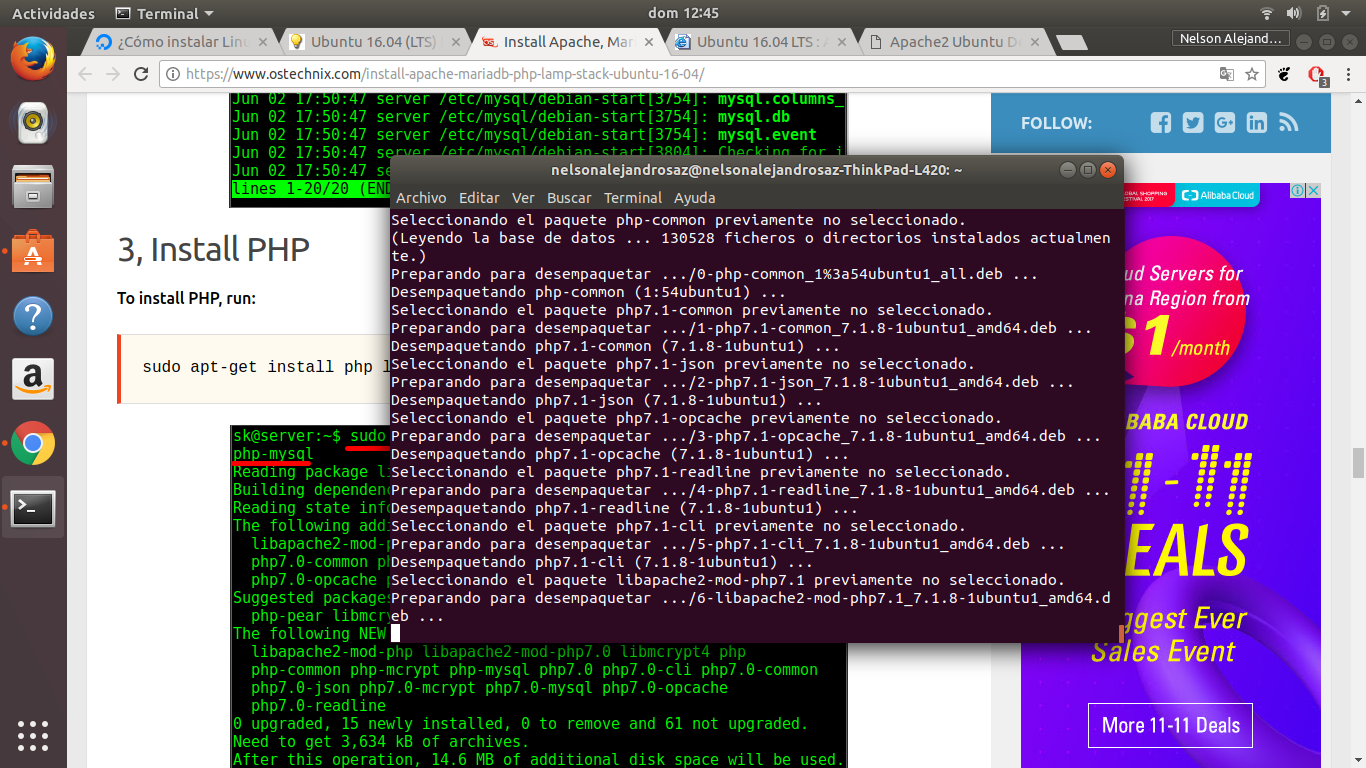 Actividades
Terminal
dom 12:45
¿Cómo instalar Linu
Ubuntu 16.04 (LTS)
Install Apache, Mar
Ubuntu 16.04 LTS : A
Apache2 Ubuntu D
Nelson Alejand...
https://www.ostechnix.com/install-apache-mariadb-php-lamp-stack-ubuntu-16-04/
3
Jun 02 17:50:47 server /etc/mysql/debian-start[3754]: mysql.columns_
Jun 02 17:50:47 server /etc/mysql/debian-start[3754]: mysql.db
Jun 02 17:50:47 server /etc/mysql/debian-start[3754]: mysql.event
Jun 02 17:50:47 server /etc/mysql/debian-start[3804]: Checking for i
Jun 02 17:50:47 se
lines 1-20/20 (END
3, Install PHP
To install PHP, run:
sudo apt-get install php l
sk@server:~$ sudo
php-mysql
Reading package li
Building dependenc
Reading state info
The following addi
libapache2-mod-p
php7.0-common ph
php7.0-opcache p
Suggested packages
php-pear libmcry
The following NEW
libapache2-mod-php libapache2-mod-php7.0 libmcrypt4 php
php-common php-mcrypt php-mysql php7.0 php7.0-cli php7.0-common
php7.0-json php7.0-mcrypt php7.0-mysql php7.0-opcache
php7.0-readline
0 upgraded, 15 newly installed, 0 to remove and 61 not upgraded.
Need to get 3,634 kB of archives.
After this operation, 14.6 MB of additional disk space will be used.
nelsonalejandrosaz@nelsonalejandrosaz-ThinkPad-L420: ~
Archivo Editar Ver Buscar Terminal Ayuda
Seleccionando el paquete php-common previamente no seleccionado.
(Leyendo la base de datos ... 130528 ficheros o directorios instalados actualmen
te.)
Preparando para desempaquetar .../0-php-common_1%3a54ubuntu1_all.deb ...
Desempaquetando php-common (1:54ubuntu1) ...
Seleccionando el paquete php7.1-common previamente no seleccionado.
Preparando para desempaquetar .../1-php7.1-common_7.1.8-1ubuntu1_amd64.deb ...
Desempaquetando php7.1-common (7.1.8-1ubuntu1) ...
Seleccionando el paquete php7.1-json previamente no seleccionado.
Preparando para desempaquetar .../2-php7.1-json_7.1.8-1ubuntu1_amd64.deb ...
Desempaquetando php7.1-json (7.1.8-1ubuntu1) ...
Seleccionando el paquete php7.1-opcache previamente no seleccionado.
Preparando para desempaquetar .../3-php7.1-opcache_7.1.8-1ubuntu1_amd64.deb ...
Desempaquetando php7.1-opcache (7.1.8-1ubuntu1) ...
Seleccionando el paquete php7.1-readline previamente no seleccionado.
Preparando para desempaquetar .../4-php7.1-readline_7.1.8-1ubuntu1_amd64.deb ...
Desempaquetando php7.1-readline (7.1.8-1ubuntu1) ...
Seleccionando el paquete php7.1-cli previamente no seleccionado.
Preparando para desempaquetar .../5-php7.1-cli_7.1.8-1ubuntu1_amd64.deb ...
Desempaquetando php7.1-cli (7.1.8-1ubuntu1) ...
Seleccionando el paquete libapache2-mod-php7.1 previamente no seleccionado.
Preparando para desempaquetar .../6-libapache2-mod-php7.1_7.1.8-1ubuntu1_amd64.d
eb ...
FOLLOW:
GLOBAL SHOPPING
FESTIVAL 2017
Alibaba Cloud
ud Servers for
na Region from
$1/month
BABA CLOUD
11-11
EALS
ggest Ever
Sales Event
More 11-11 Deals